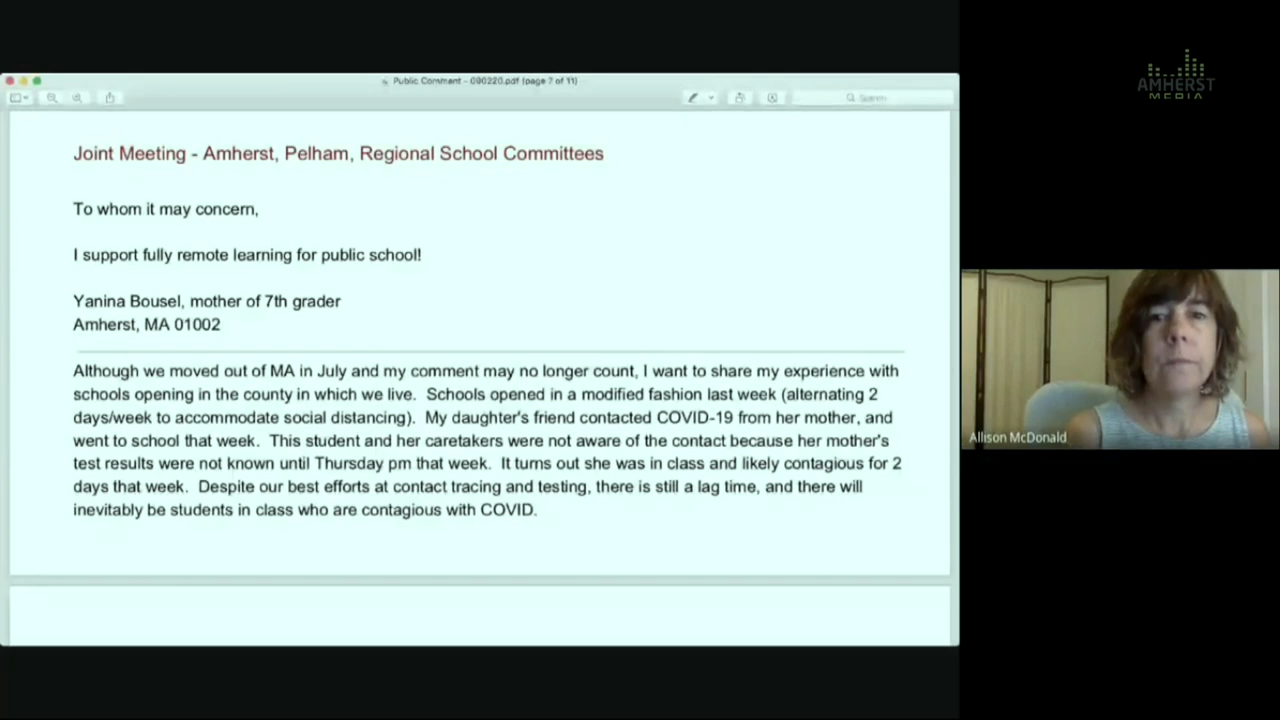 Public Comment - 090220.pdf (page 7 of 11)
Search
AMHERST
MEDIA
Joint Meeting - Amherst, Pelham, Regional School Committees
To whom it may concern,
I support fully remote learning for public school!
Yanina Bousel, mother of 7th grader
Amherst, MA 01002
Although we moved out of MA in July and my comment may no longer count, I want to share my experience with
schools opening in the county in which we live.  Schools opened in a modified fashion last week (alternating 2
days/week to accommodate social distancing).  My daughter's friend contacted COVID-19 from her mother, and
went to school that week.  This student and her caretakers were not aware of the contact because her mother's
test results were not known until Thursday pm that week.  It turns out she was in class and likely contagious for 2
days that week.  Despite our best efforts at contact tracing and testing, there is still a lag time, and there will
inevitably be students in class who are contagious with COVID.
Allison McDonald